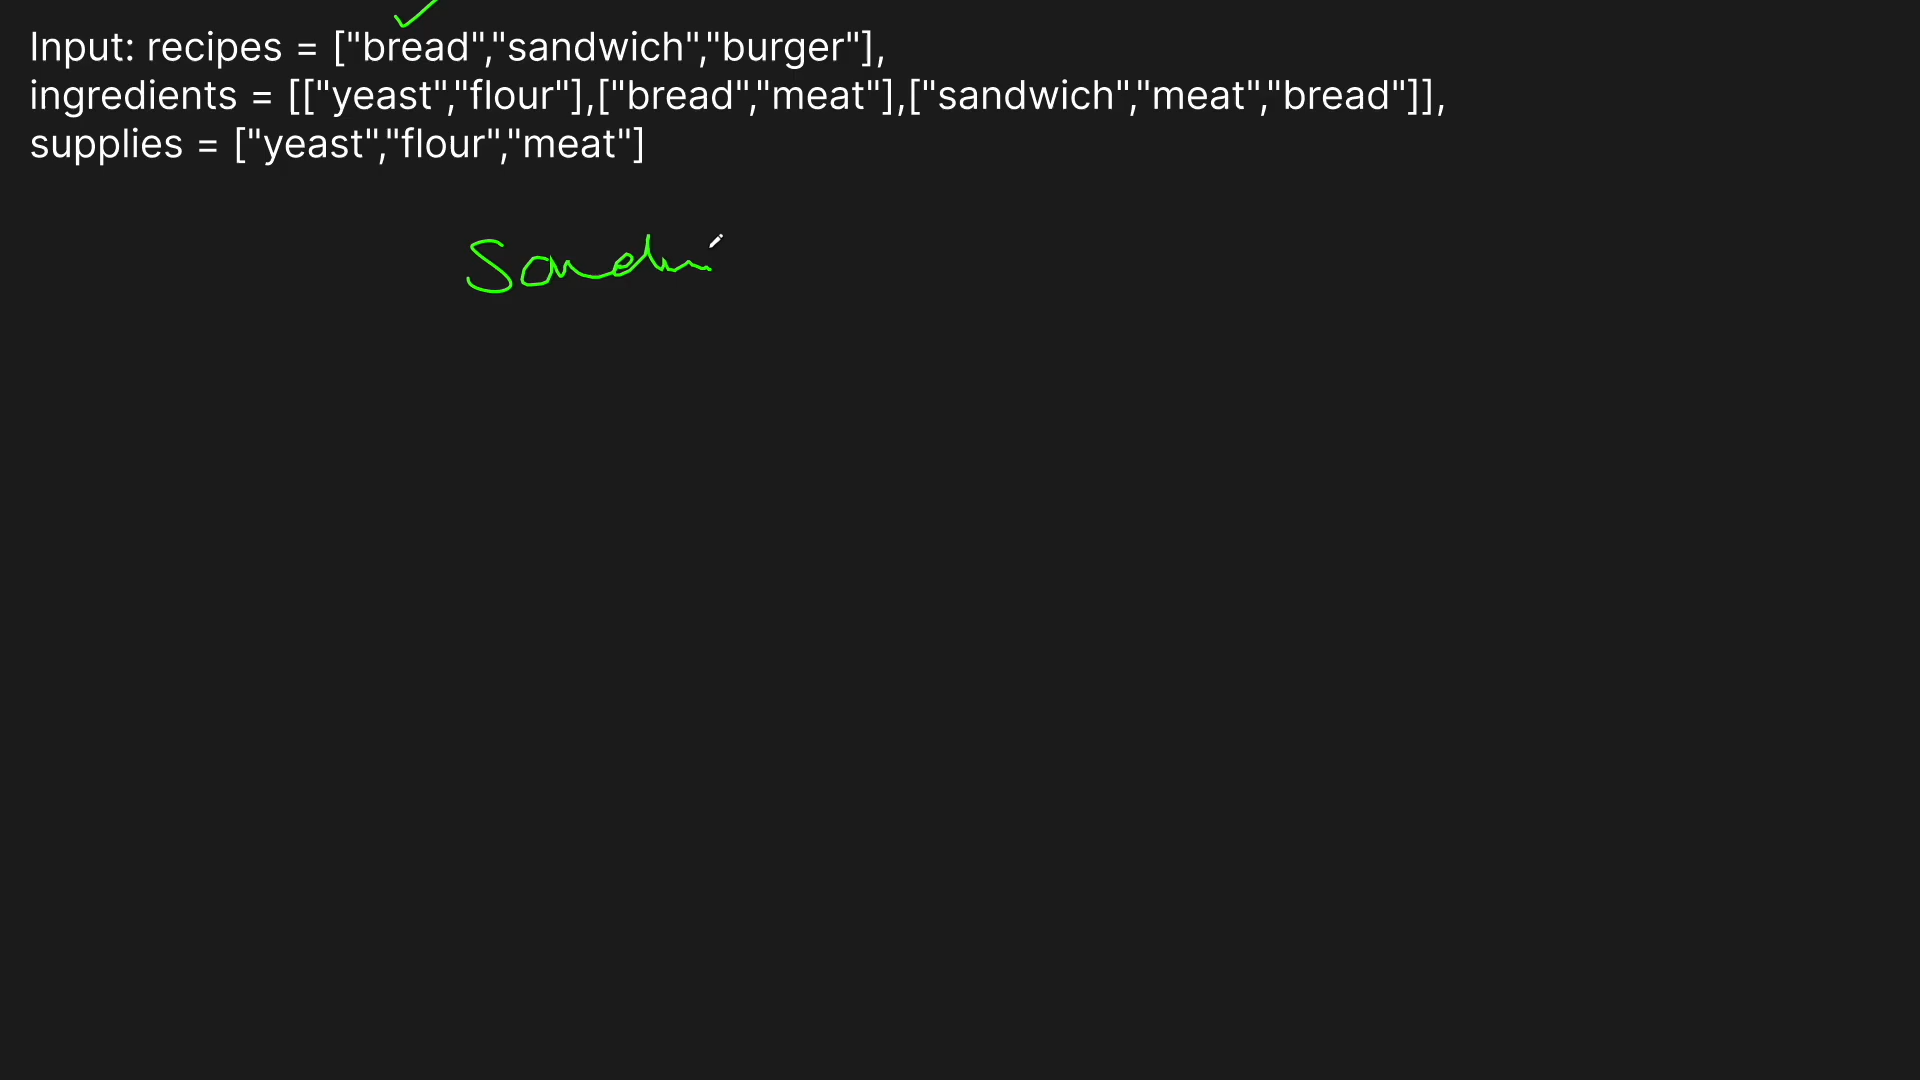 Input: recipes = ["bread","sandwich","burger"],
ingredients = [["yeast","flour"],["bread","meat"],["sandwich","meat","bread"]],
supplies = ["yeast","flour","meat"]